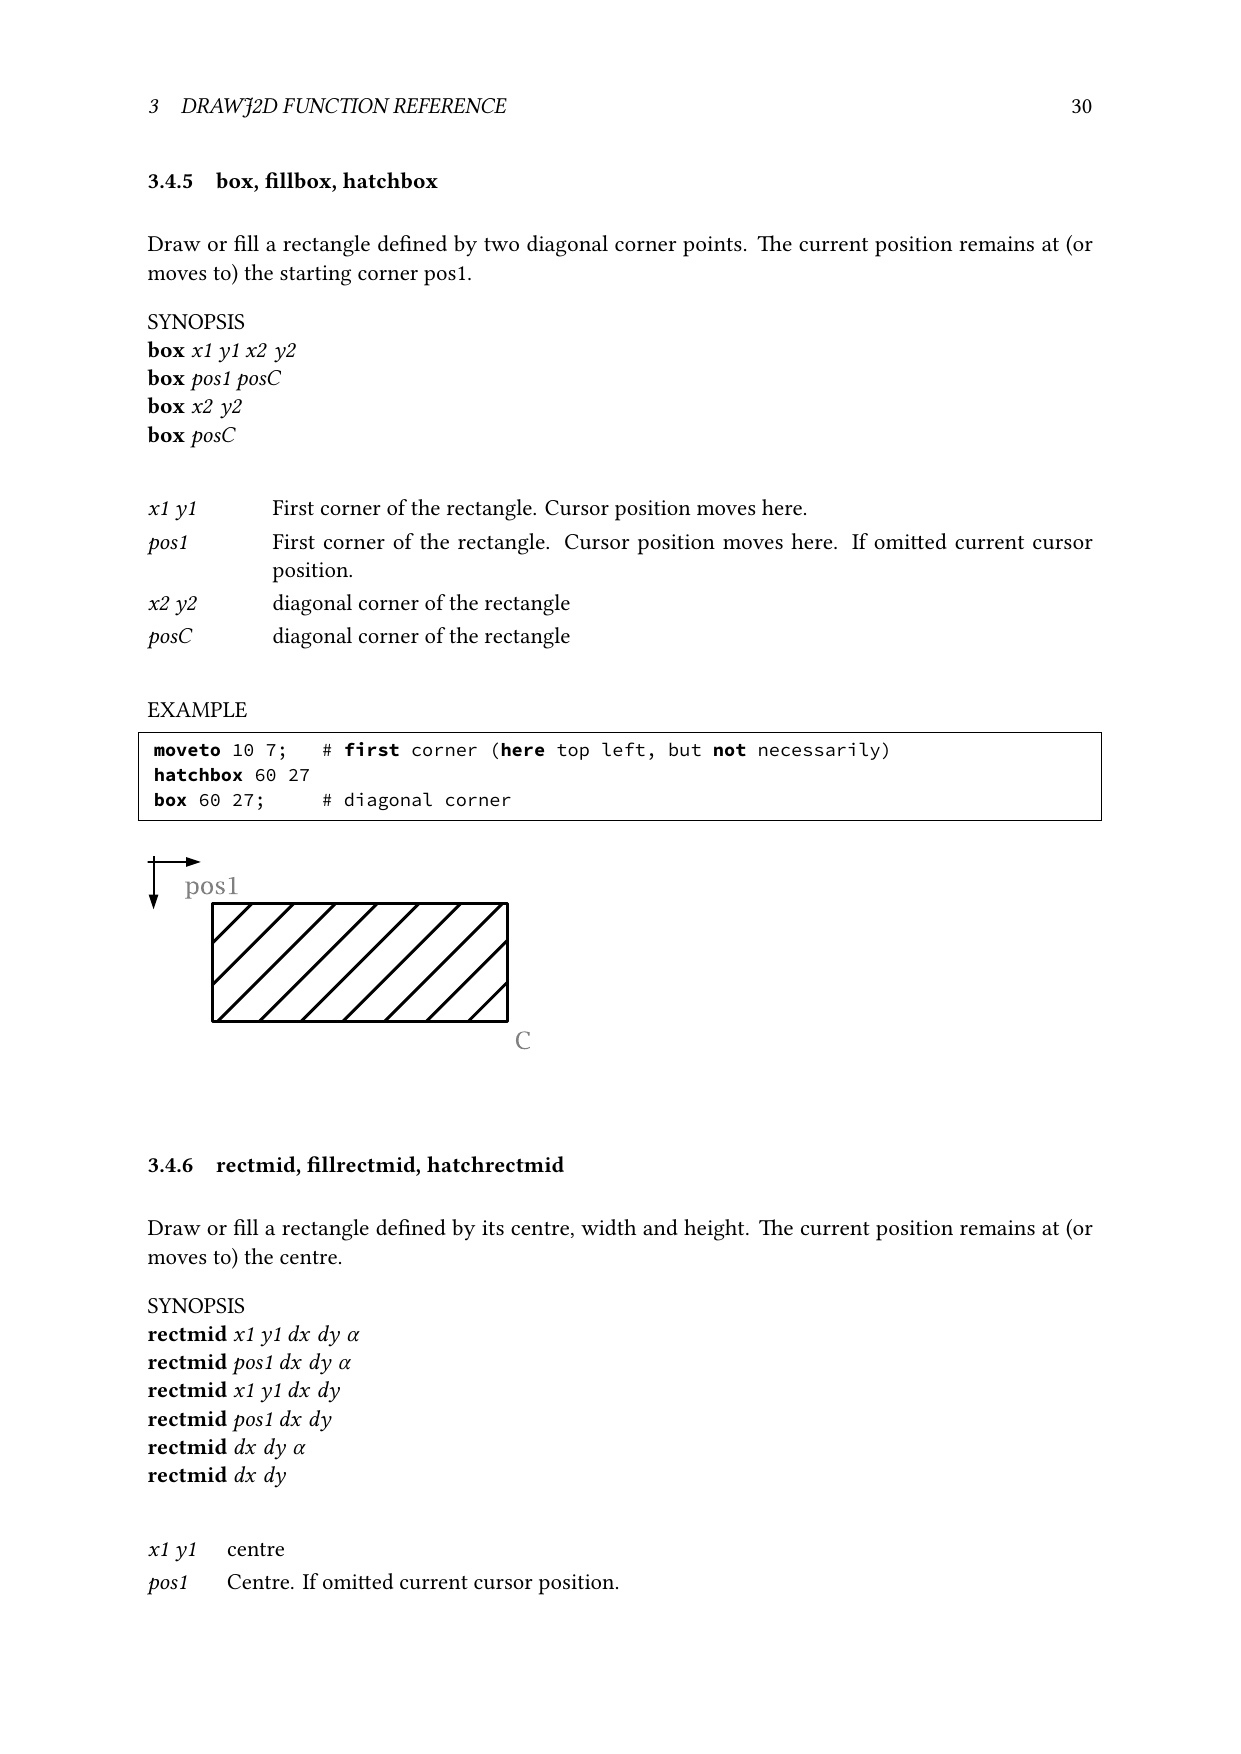 3 DRAWJ2D FUNCTION REFERENCE 30
3.4.5 box, fillbox, hatchbox
Draw or fill a rectangle defined by two diagonal corner points. The current position remains at (or
moves to) the starting corner pos1.
SYNOPSIS
box x1 y1 x2 y2
box pos1 posC
box x2 y2
box posC
x1 y1 First corner of the rectangle. Cursor position moves here.
pos1 First corner of the rectangle. Cursor position moves here. If omitted current cursor
position.
x2 y2 diagonal corner of the rectangle
posC diagonal corner of the rectangle
EXAMPLE
moveto 10 7; # first corner (here top left, but not necessarily)
hatchbox 60 27
box 60 27; # diagonal corner
pos1
C
3.4.6 rectmid, fillrectmid, hatchrectmid
Draw or fill a rectangle defined by its centre, width and height. The current position remains at (or
moves to) the centre.
SYNOPSIS
rectmid x1 y1 dx dy α
rectmid pos1 dx dy α
rectmid x1 y1 dx dy
rectmid pos1 dx dy
rectmid dx dy α
rectmid dx dy
x1 y1 centre
pos1 Centre. If omitted current cursor position.